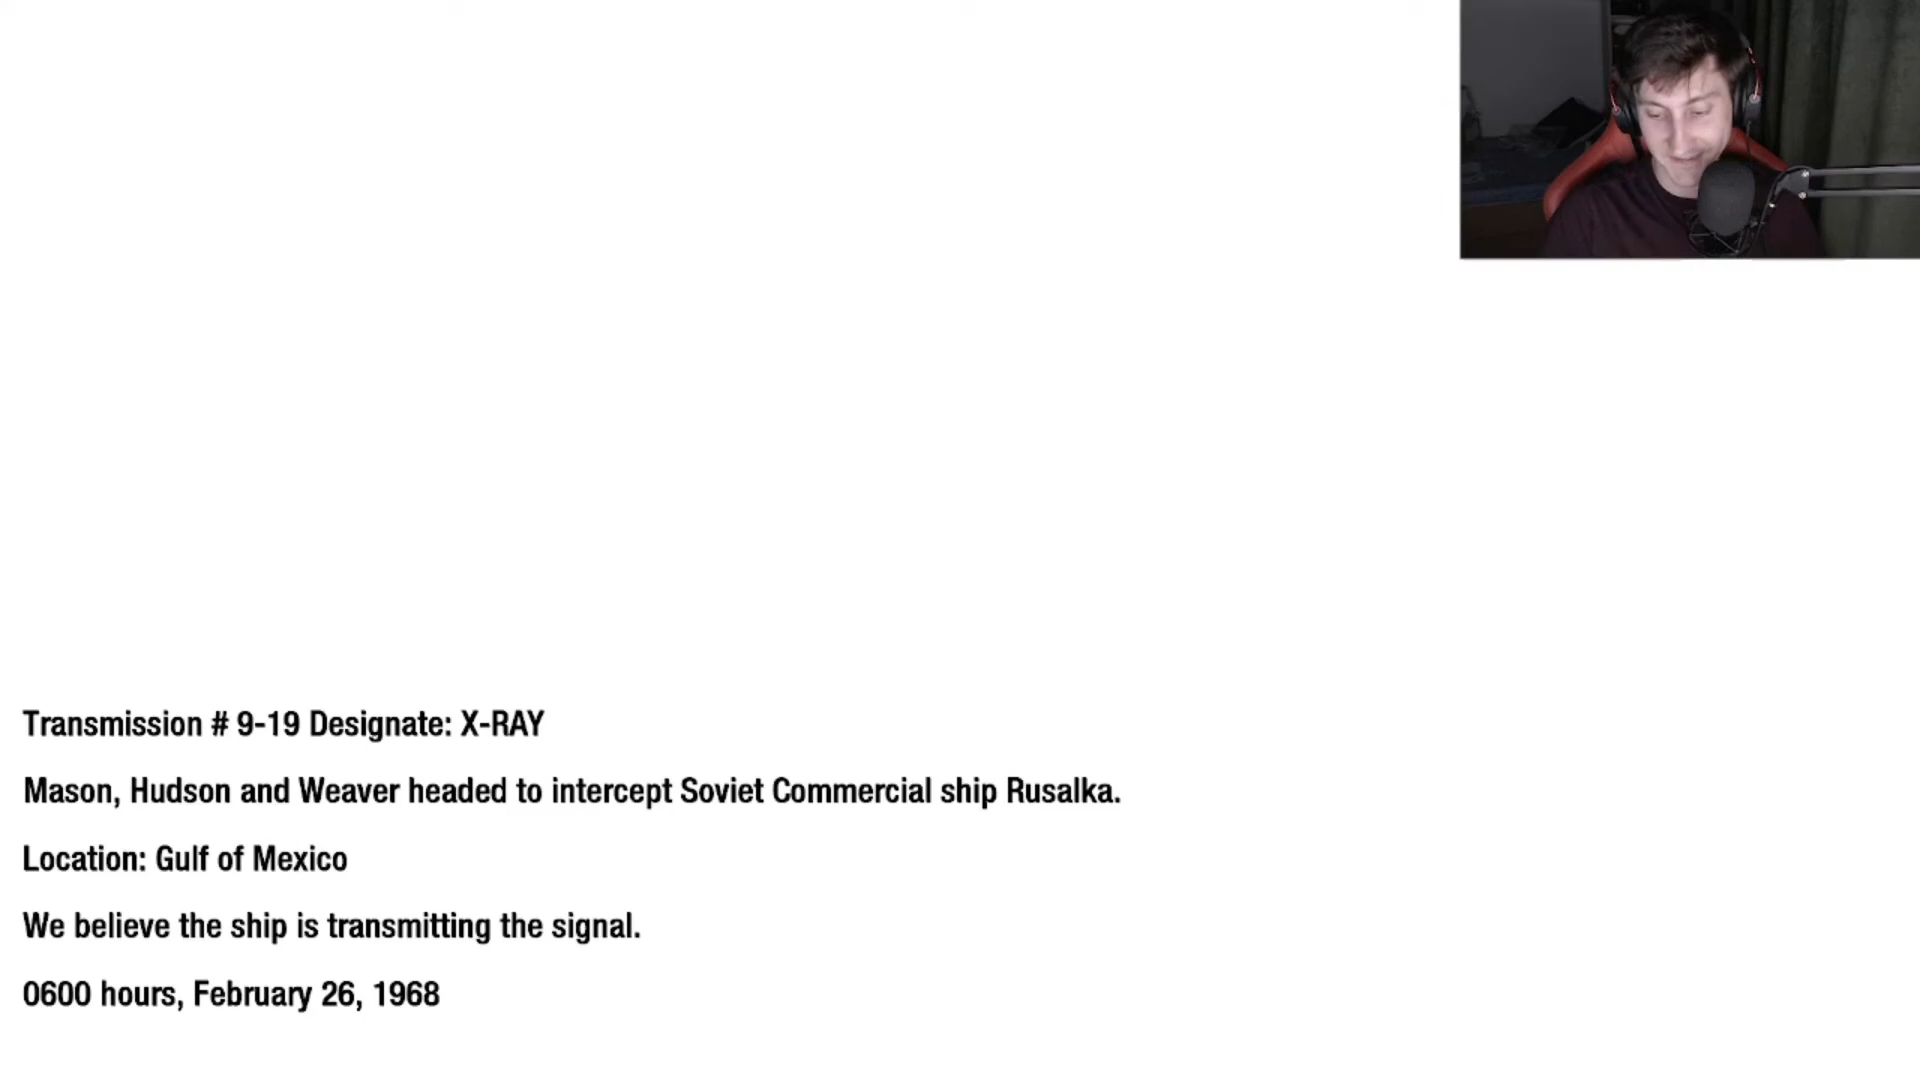 Transmission # 9-19 Designate: X-RAY
Mason, Hudson and Weaver headed to intercept Soviet Commercial ship Rusalka.
Location: Gulf of Mexico
We believe the ship is transmitting the signal.
0600 hours, February 26, 1968